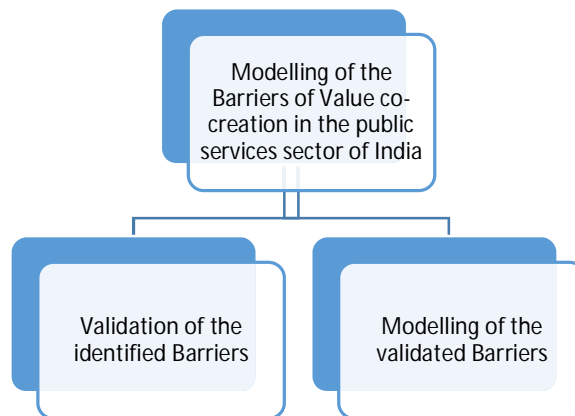 Modelling of the
Barriers of Value co-
creation in the public
services sector of India
Validation of the
identified Barriers
Modelling of the
validated Barriers